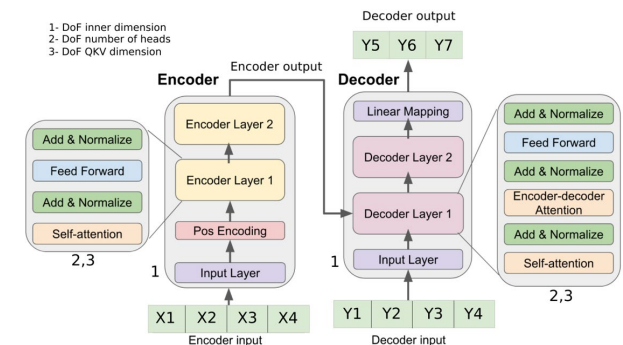 1- DoF inner dimension
2- DoF number of heads
3- DoF QKV dimension
Decoder output
Y5 Y6 Y7
Encoder output
Encoder
Decoder
Add & Normalize
Feed Forward
Add & Normalize
Self-attention
2,3
Encoder Layer 2
Encoder Layer 1
Pos Encoding
Input Layer
1
X1 X2 X3 X4
Encoder input
Linear Mapping
Decoder Layer 2
Decoder Layer 1
Input Layer
1
Y1 Y2 Y3 Y4
Decoder input
Add & Normalize
Feed Forward
Add & Normalize
Encoder-decoder
Attention
Add & Normalize
Self-attention
2,3